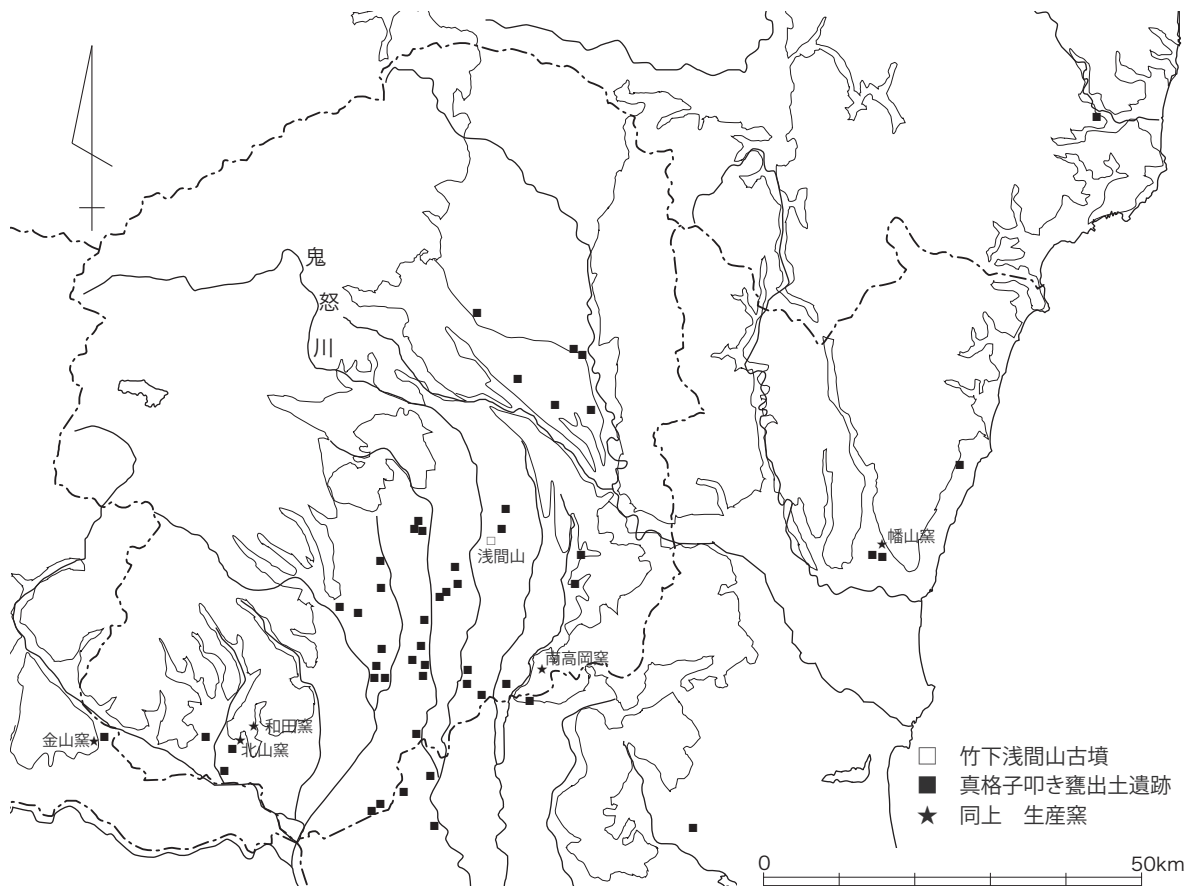 鬼
怒
川
浅間山
幡山窯
南高岡窯
和田窯
北山窯
金山窯
竹下浅間山古墳
真格子叩き甕出土遺跡
同上 生産窯
0 50km